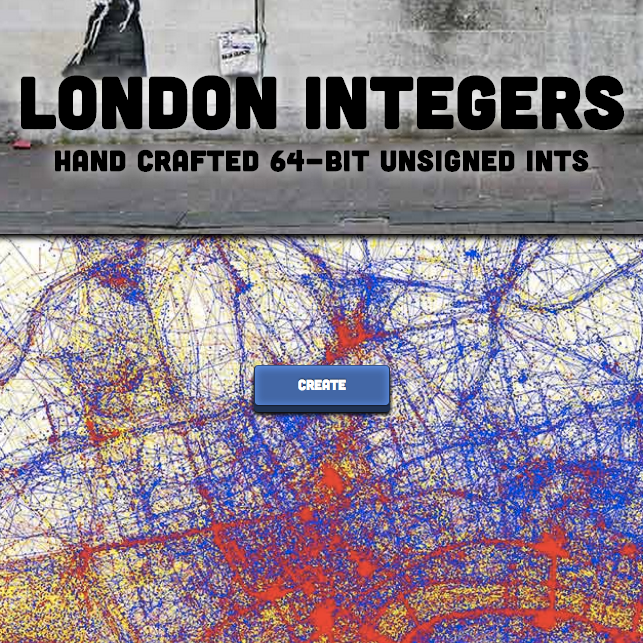 LONDON INTEGERS
HAND CRAFTED 64-BIT UNSIGNED INTS
CREATE